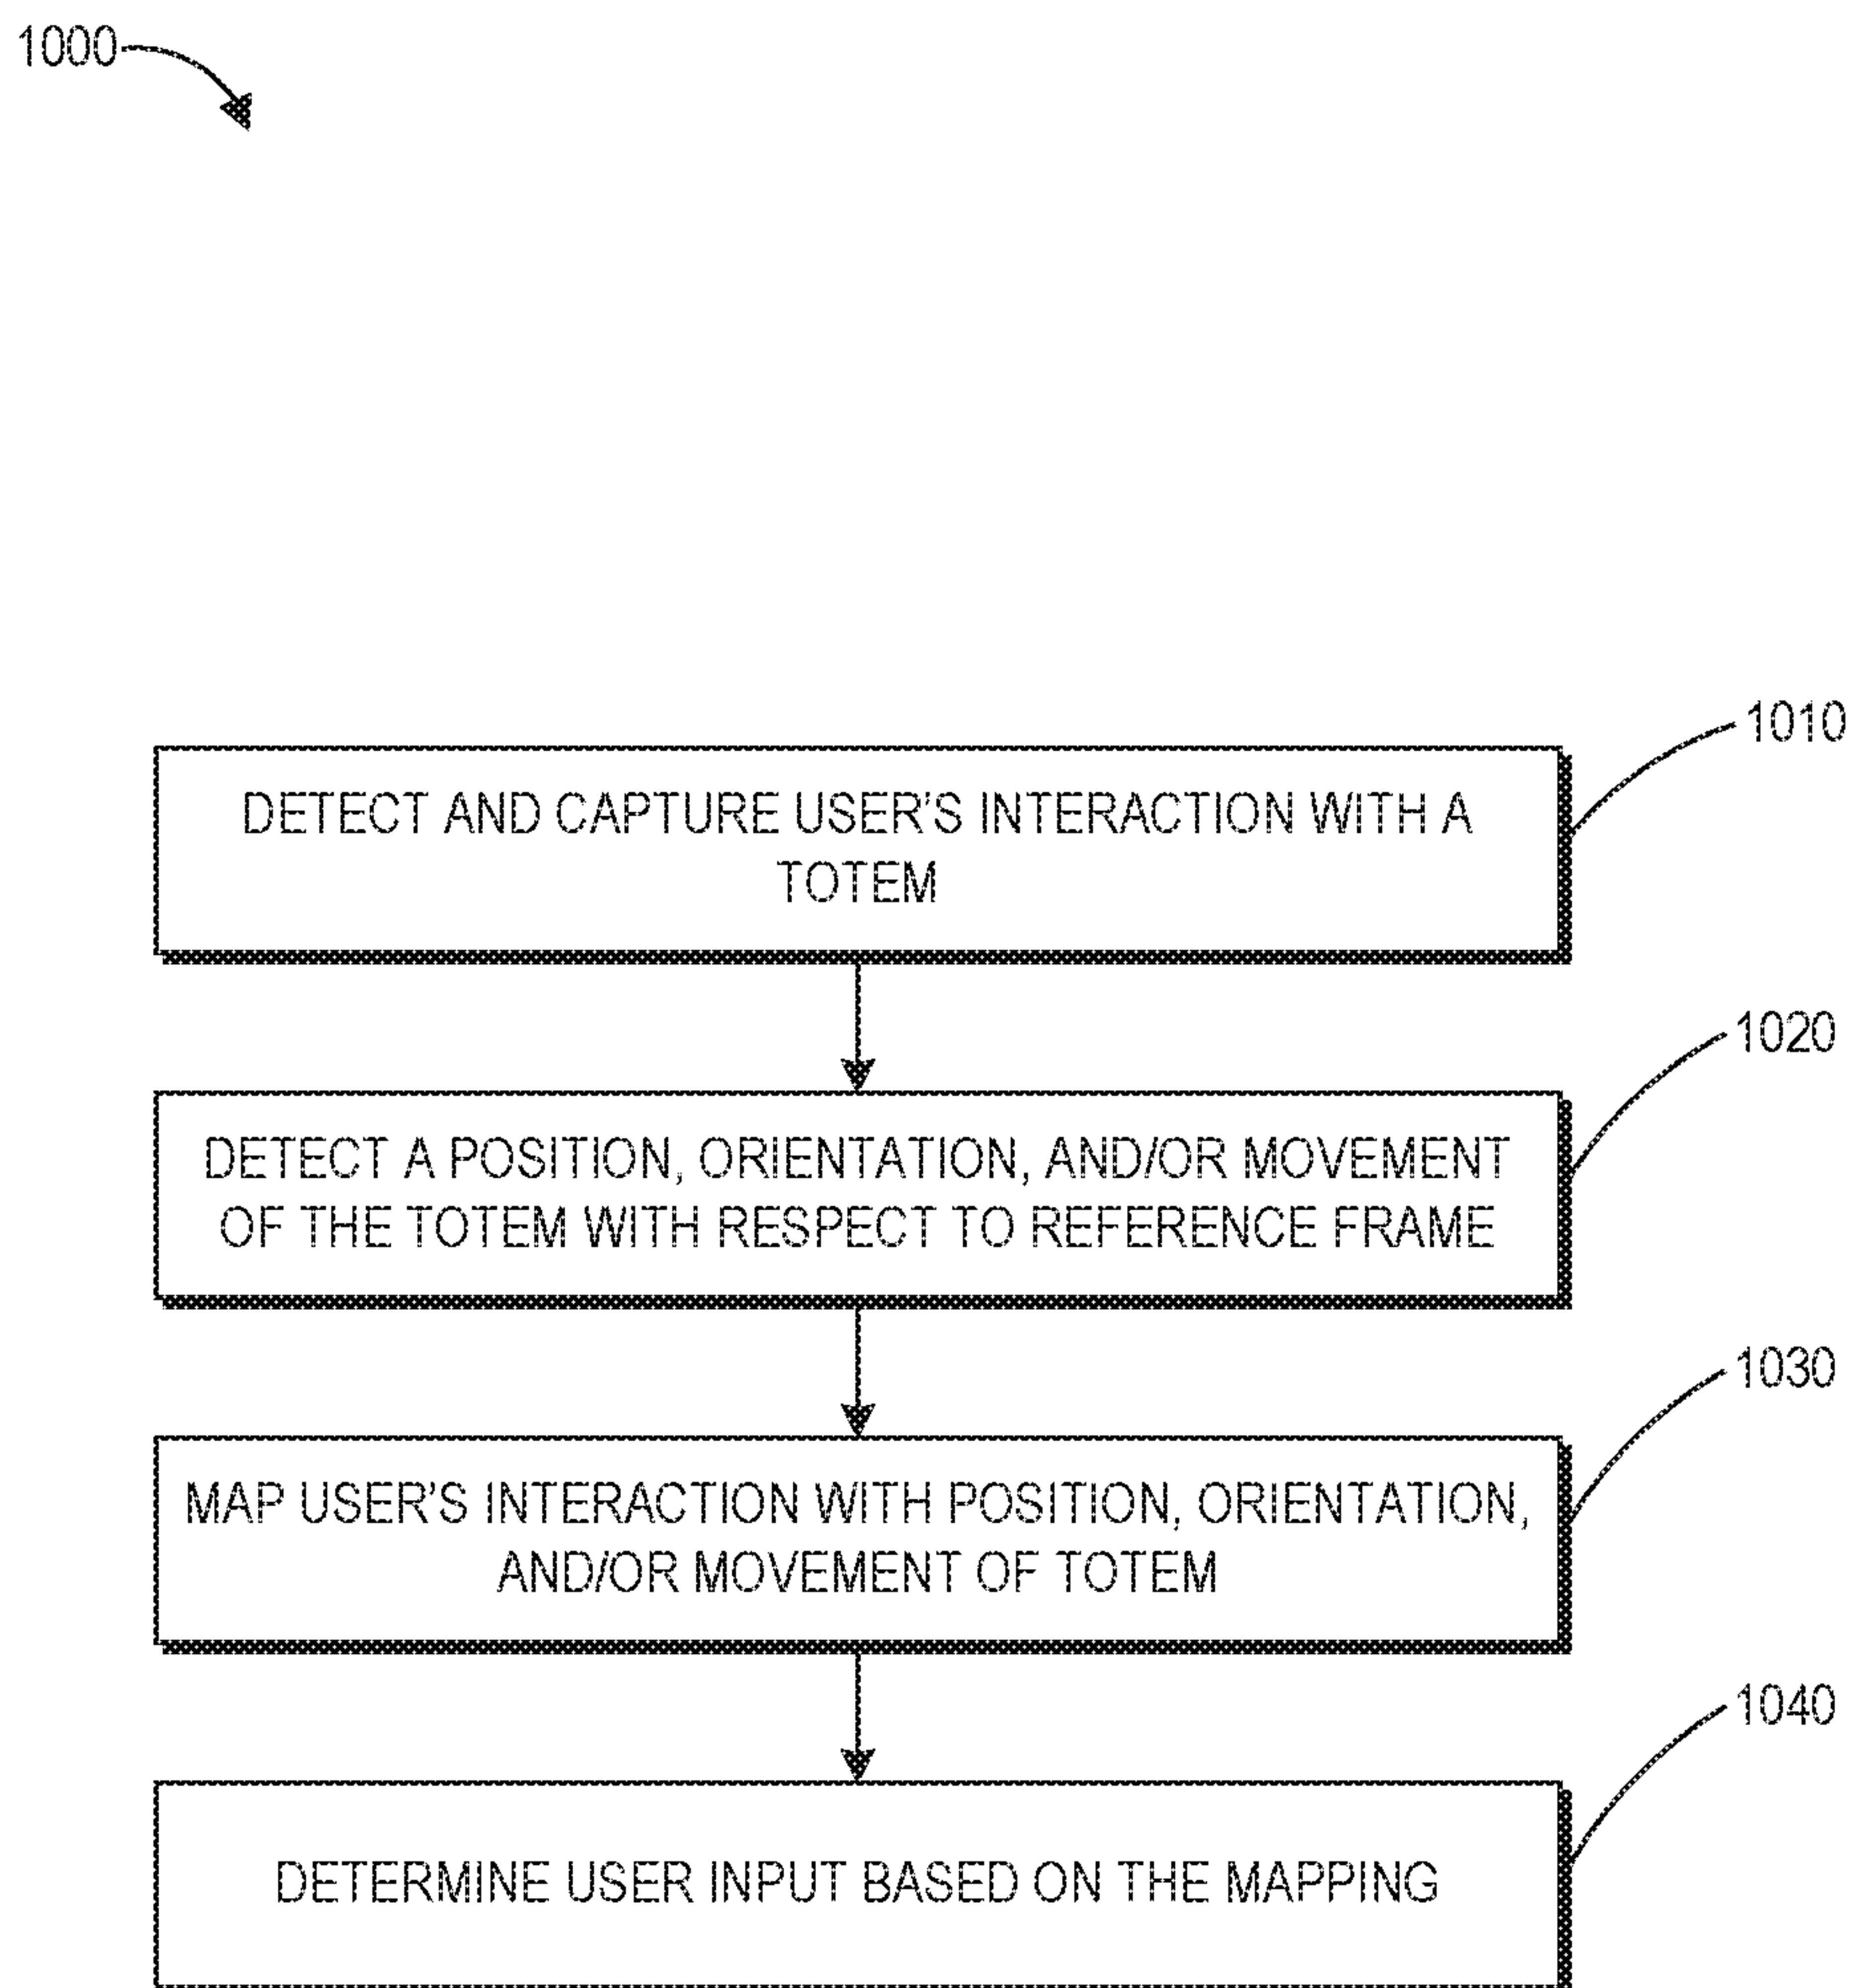 1000
1010
DETECT AND CAPTURE USER'S INTERACTION WITH A
TOTEM
1020
DETECT A POSITION, ORIENTATION, AND/OR MOVEMENT
OF THE TOTEM WITH RESPECT TO REFERENCE FRAME
1030
MAP USER'S INTERACTION WITH POSITION, ORIENTATION,
AND/OR MOVEMENT OF TOTEM
1040
DETERMINE USER INPUT BASED ON THE MAPPING